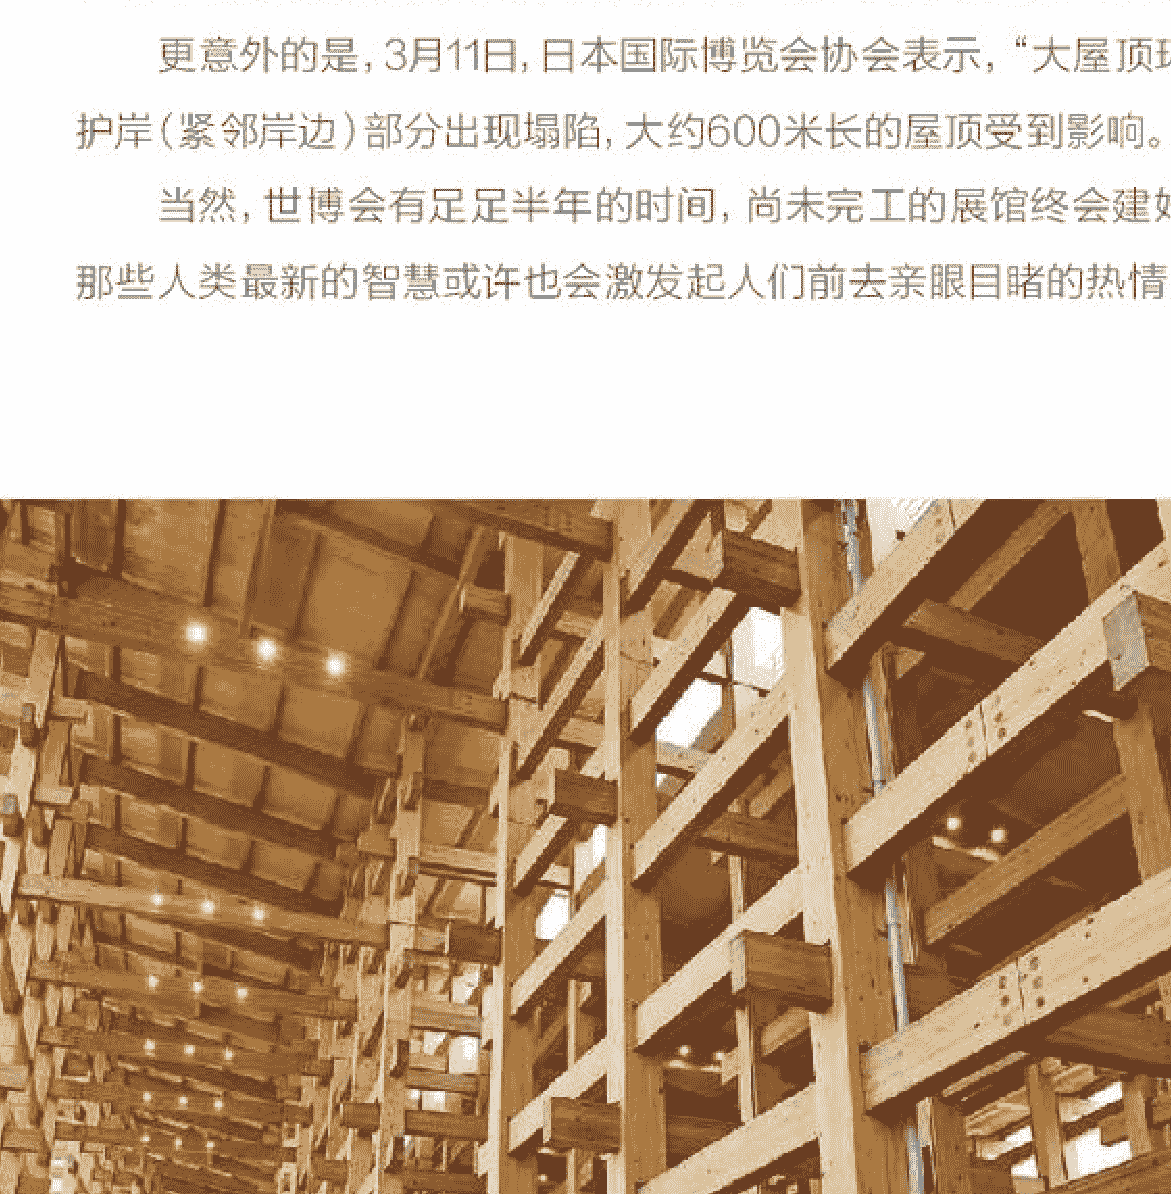 更意外的是,3月11日,日本国际博览会协会表示,“大屋顶环
护岸(紧邻岸边)部分出现塌陷,大约600米长的屋顶受到影响。
当然,世博会有足足半年的时间,尚未完工的展馆终会建好
那些人类最新的智慧或许也会激发起人们前去亲眼目睹的热情